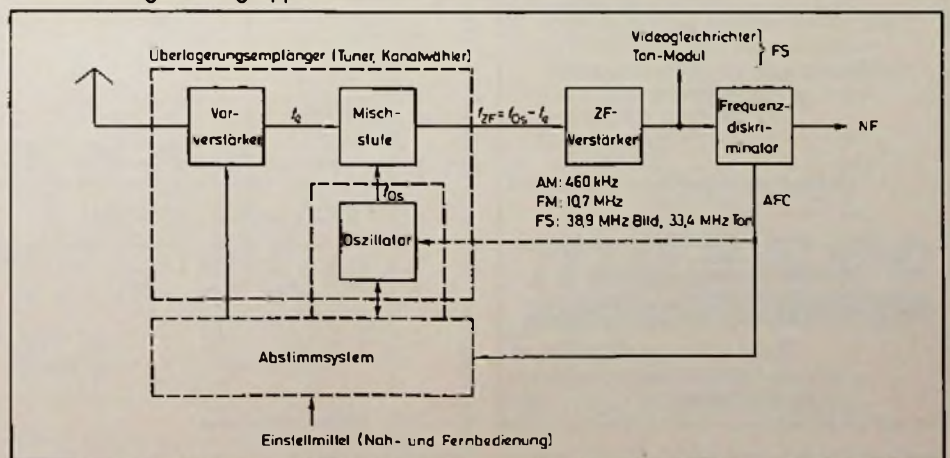 Überlagerungsempfänger (Tuner, Kanalwähler)
Videogleichrichter
Ton-Modul
} FS
Vor-
verstärker
fe
Misch-
stufe
fZF = fOs - fe
ZF-
Verstärker
Frequenz-
diskri-
minator
NF
fOs
Oszillator
AM: 460 kHz
FM: 10,7 MHz
FS: 38,9 MHz Bild, 33,4 MHz Ton
AFC
Abstimmsystem
Einstellmittel (Nah- und Fernbedienung)